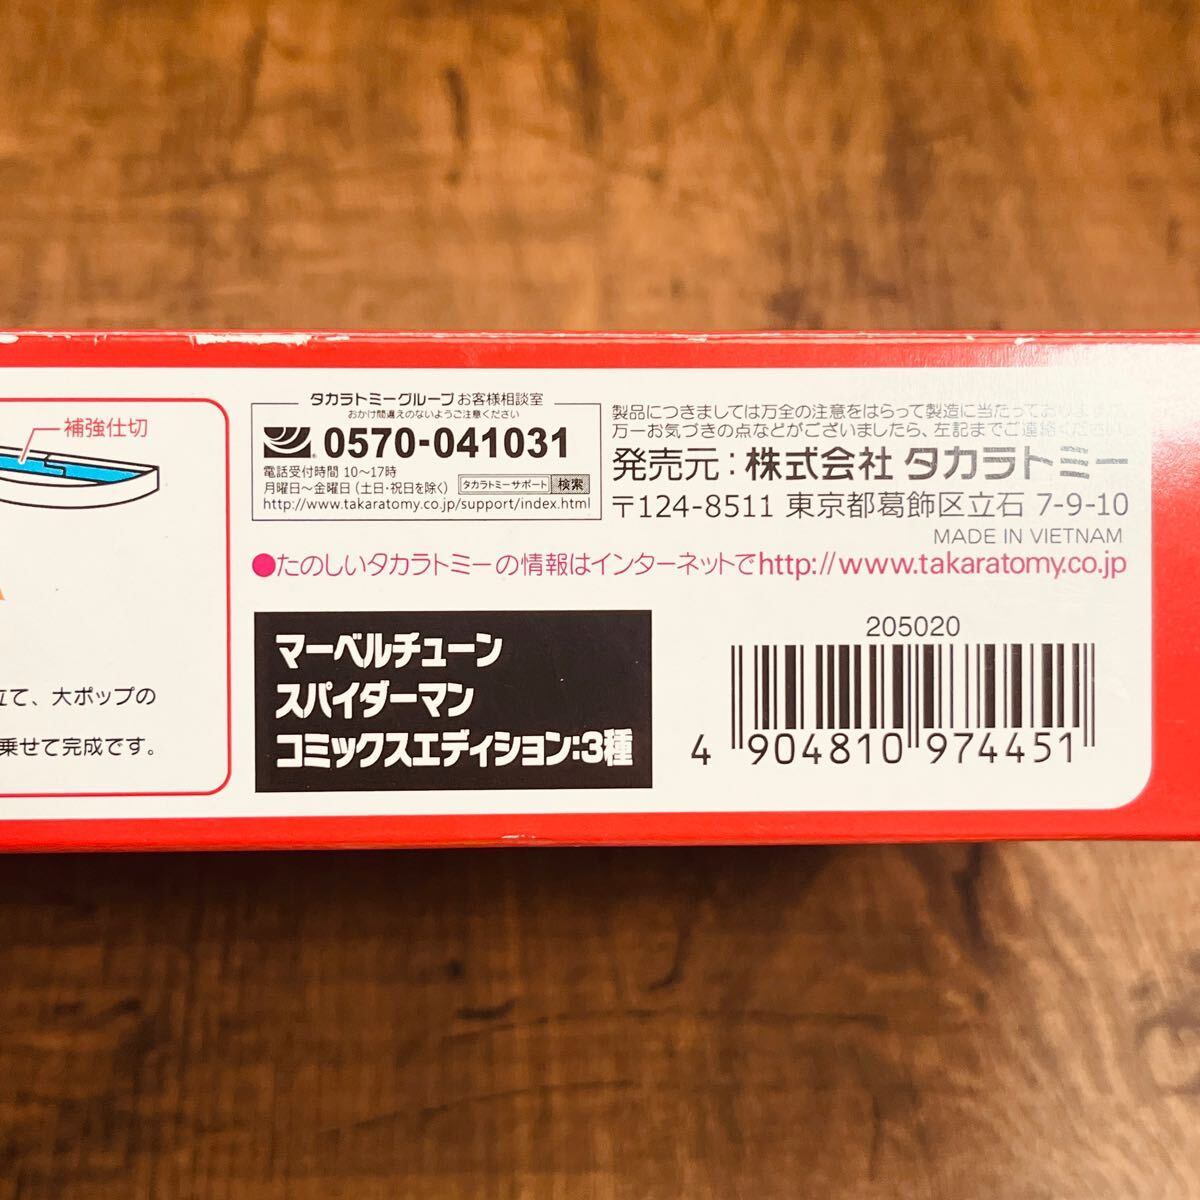 補強仕切
立て、大ポップの
乗せて完成です。
タカラトミーグループ お客様相談室
おかけ間違えのないようご注意ください
0570-041031
電話受付時間 10〜17時
月曜日〜金曜日（土日・祝日を除く） タカラトミーサポート 検索
http://www.takaratomy.co.jp/support/index.html
製品につきましては万全の注意をはらって製造に当たっておりますが、
万一お気づきの点などがございましたら、左記までご連絡ください。
発売元：株式会社 タカラトミー
〒124-8511 東京都葛飾区立石 7-9-10
MADE IN VIETNAM
●たのしいタカラトミーの情報はインターネットでhttp://www.takaratomy.co.jp
マーベルチューン
スパイダーマン
コミックスエディション:3種
205020
4 904810 974451